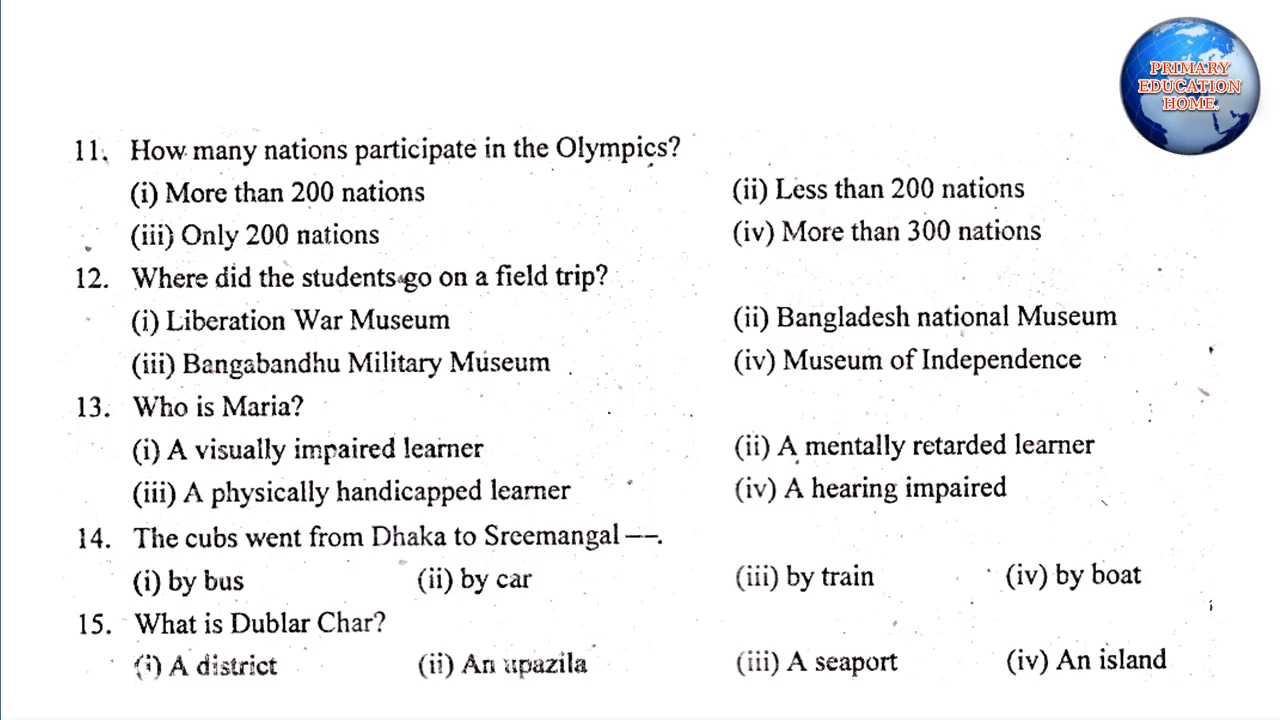 PRIMARY
EDUCATION
HOME.
11. How many nations participate in the Olympics?
(i) More than 200 nations (ii) Less than 200 nations
(iii) Only 200 nations (iv) More than 300 nations
12. Where did the students go on a field trip?
(i) Liberation War Museum (ii) Bangladesh national Museum
(iii) Bangabandhu Military Museum (iv) Museum of Independence
13. Who is Maria?
(i) A visually impaired learner (ii) A mentally retarded learner
(iii) A physically handicapped learner (iv) A hearing impaired
14. The cubs went from Dhaka to Sreemangal ––.
(i) by bus (ii) by car (iii) by train (iv) by boat
15. What is Dublar Char?
(i) A district (ii) An upazila (iii) A seaport (iv) An island